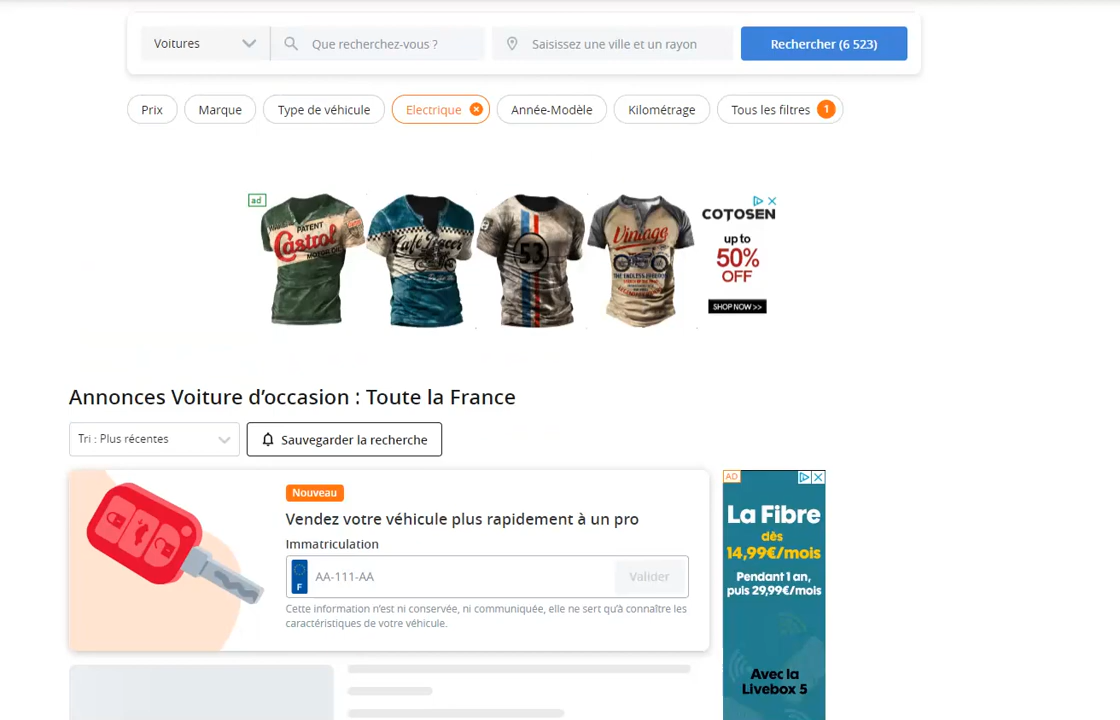 Voitures
Que recherchez-vous ?
Saisissez une ville et un rayon
Rechercher (6 523)
Prix
Marque
Type de véhicule
Electrique
Année-Modèle
Kilométrage
Tous les filtres 1
ad
PATENT
Castrol
MOTOR OIL
Café Racer
53
Vintage
COTOSEN
up to
50%
OFF
SHOP NOW >>
Annonces Voiture d’occasion : Toute la France
Tri : Plus récentes
Sauvegarder la recherche
Nouveau
Vendez votre véhicule plus rapidement à un pro
Immatriculation
F
AA-111-AA
Valider
Cette information n’est ni conservée, ni communiquée, elle ne sert qu’à connaître les
caractéristiques de votre véhicule.
AD
La Fibre
dès
14,99€/mois
Pendant 1 an,
puis 29,99€/mois
Avec la
Livebox 5